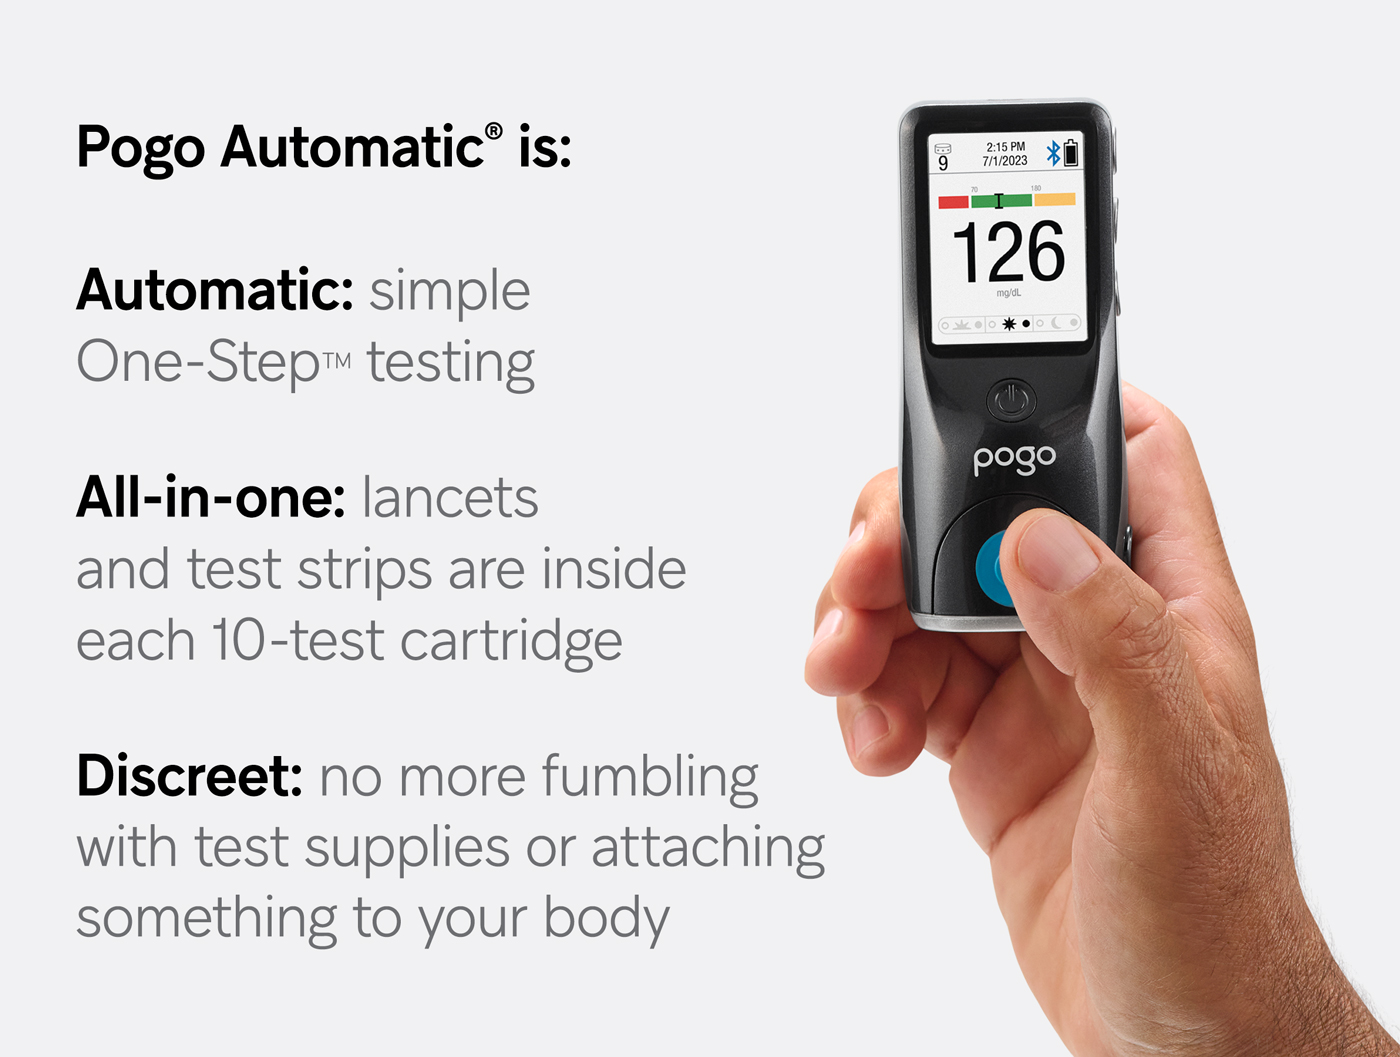 Pogo Automatic® is:
Automatic: simple
One-Step™ testing
All-in-one: lancets
and test strips are inside
each 10-test cartridge
Discreet: no more fumbling
with test supplies or attaching
something to your body
9
2:15 PM
7/1/2023
70 180
126
mg/dL
pogo